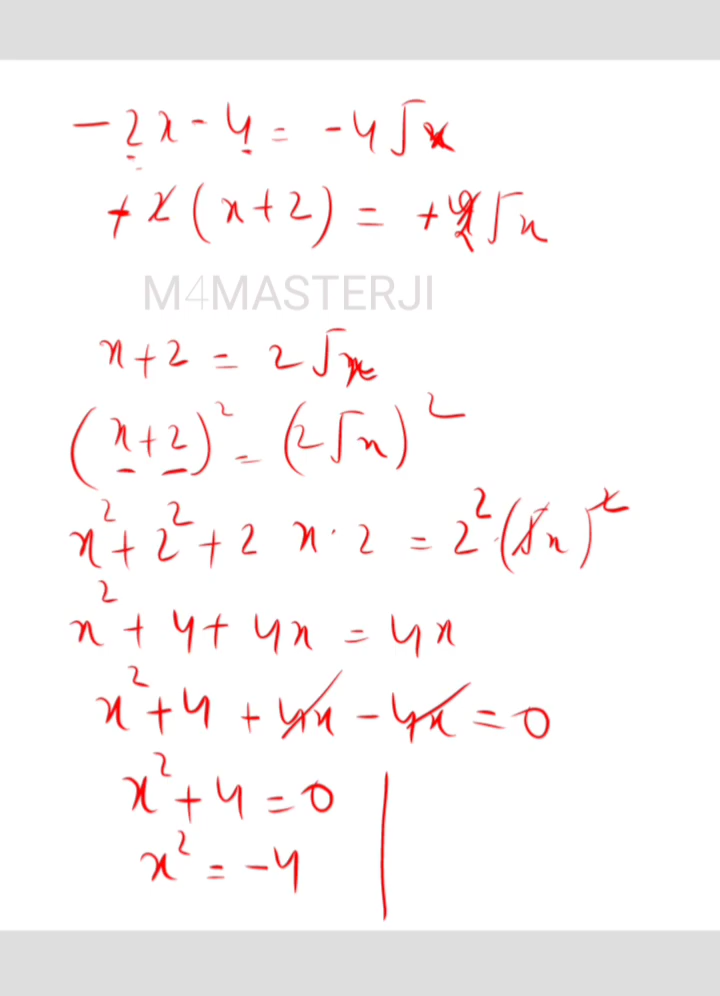 -2x-4 = -4√x
+2(x+2) = +4√x
M4MASTERJI
x+2 = 2√x
(x+2)² = (2√x)²
x²+2²+2 x·2 = 2²·(√x)²
x²+4+4x = 4x
x²+4+4x-4x=0
x²+4=0
x²=-4